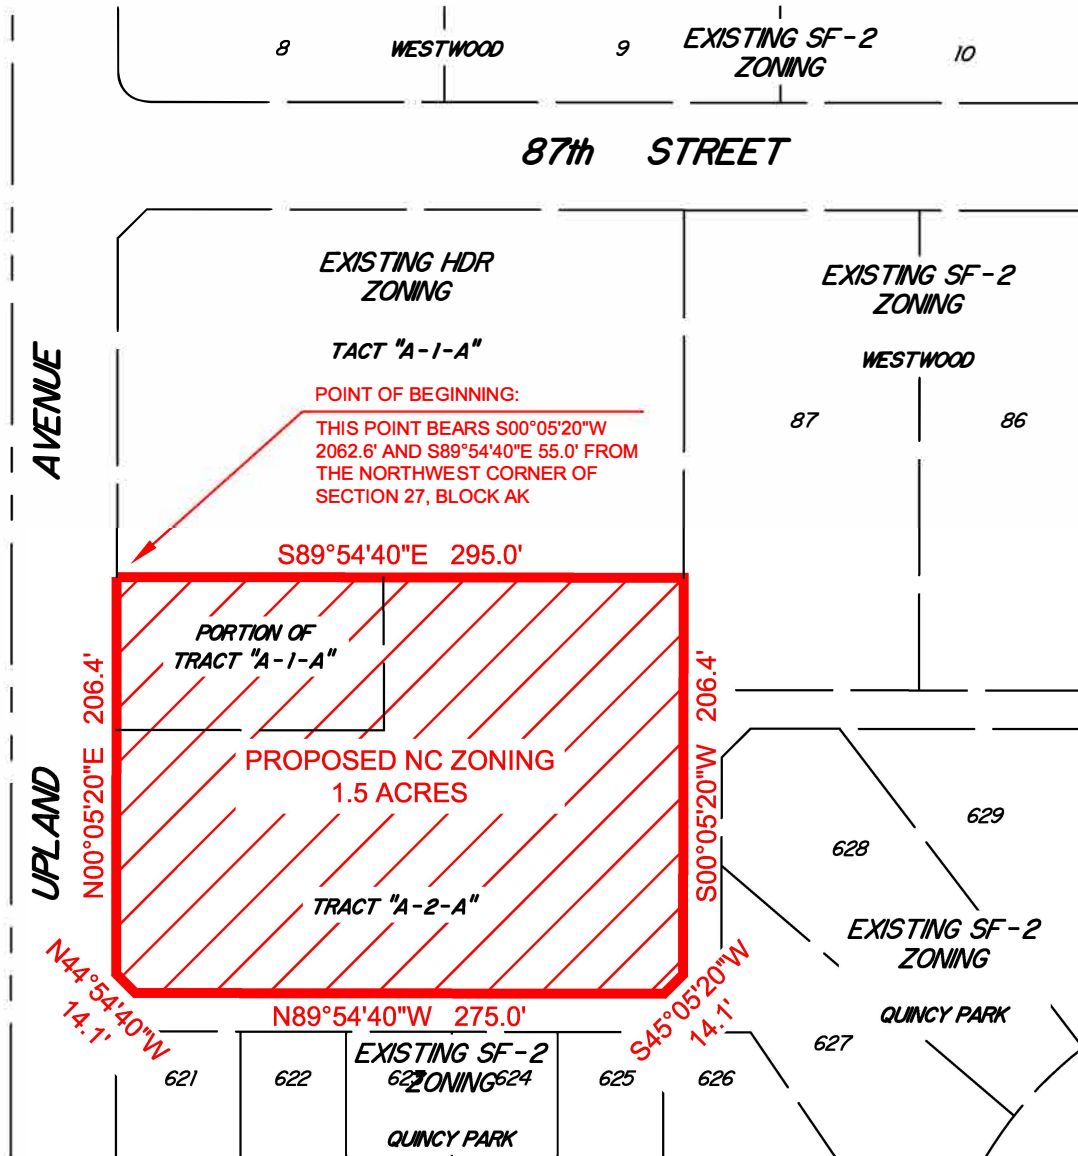 8
WESTWOOD
9
EXISTING SF-2
ZONING
10
87th STREET
EXISTING HDR
ZONING
TACT "A-1-A"
EXISTING SF-2
ZONING
WESTWOOD
87
86
AVENUE
UPLAND
POINT OF BEGINNING:
THIS POINT BEARS S00°05'20"W
2062.6' AND S89°54'40"E 55.0' FROM
THE NORTHWEST CORNER OF
SECTION 27, BLOCK AK
S89°54'40"E 295.0'
PORTION OF
TRACT "A-1-A"
N00°05'20"E 206.4'
S00°05'20"W 206.4'
PROPOSED NC ZONING
1.5 ACRES
TRACT "A-2-A"
629
628
EXISTING SF-2
ZONING
QUINCY PARK
627
N44°54'40"W
14.1'
N89°54'40"W 275.0'
S45°05'20"W
14.1'
EXISTING SF-2
ZONING
621
622
623
624
625
626
QUINCY PARK